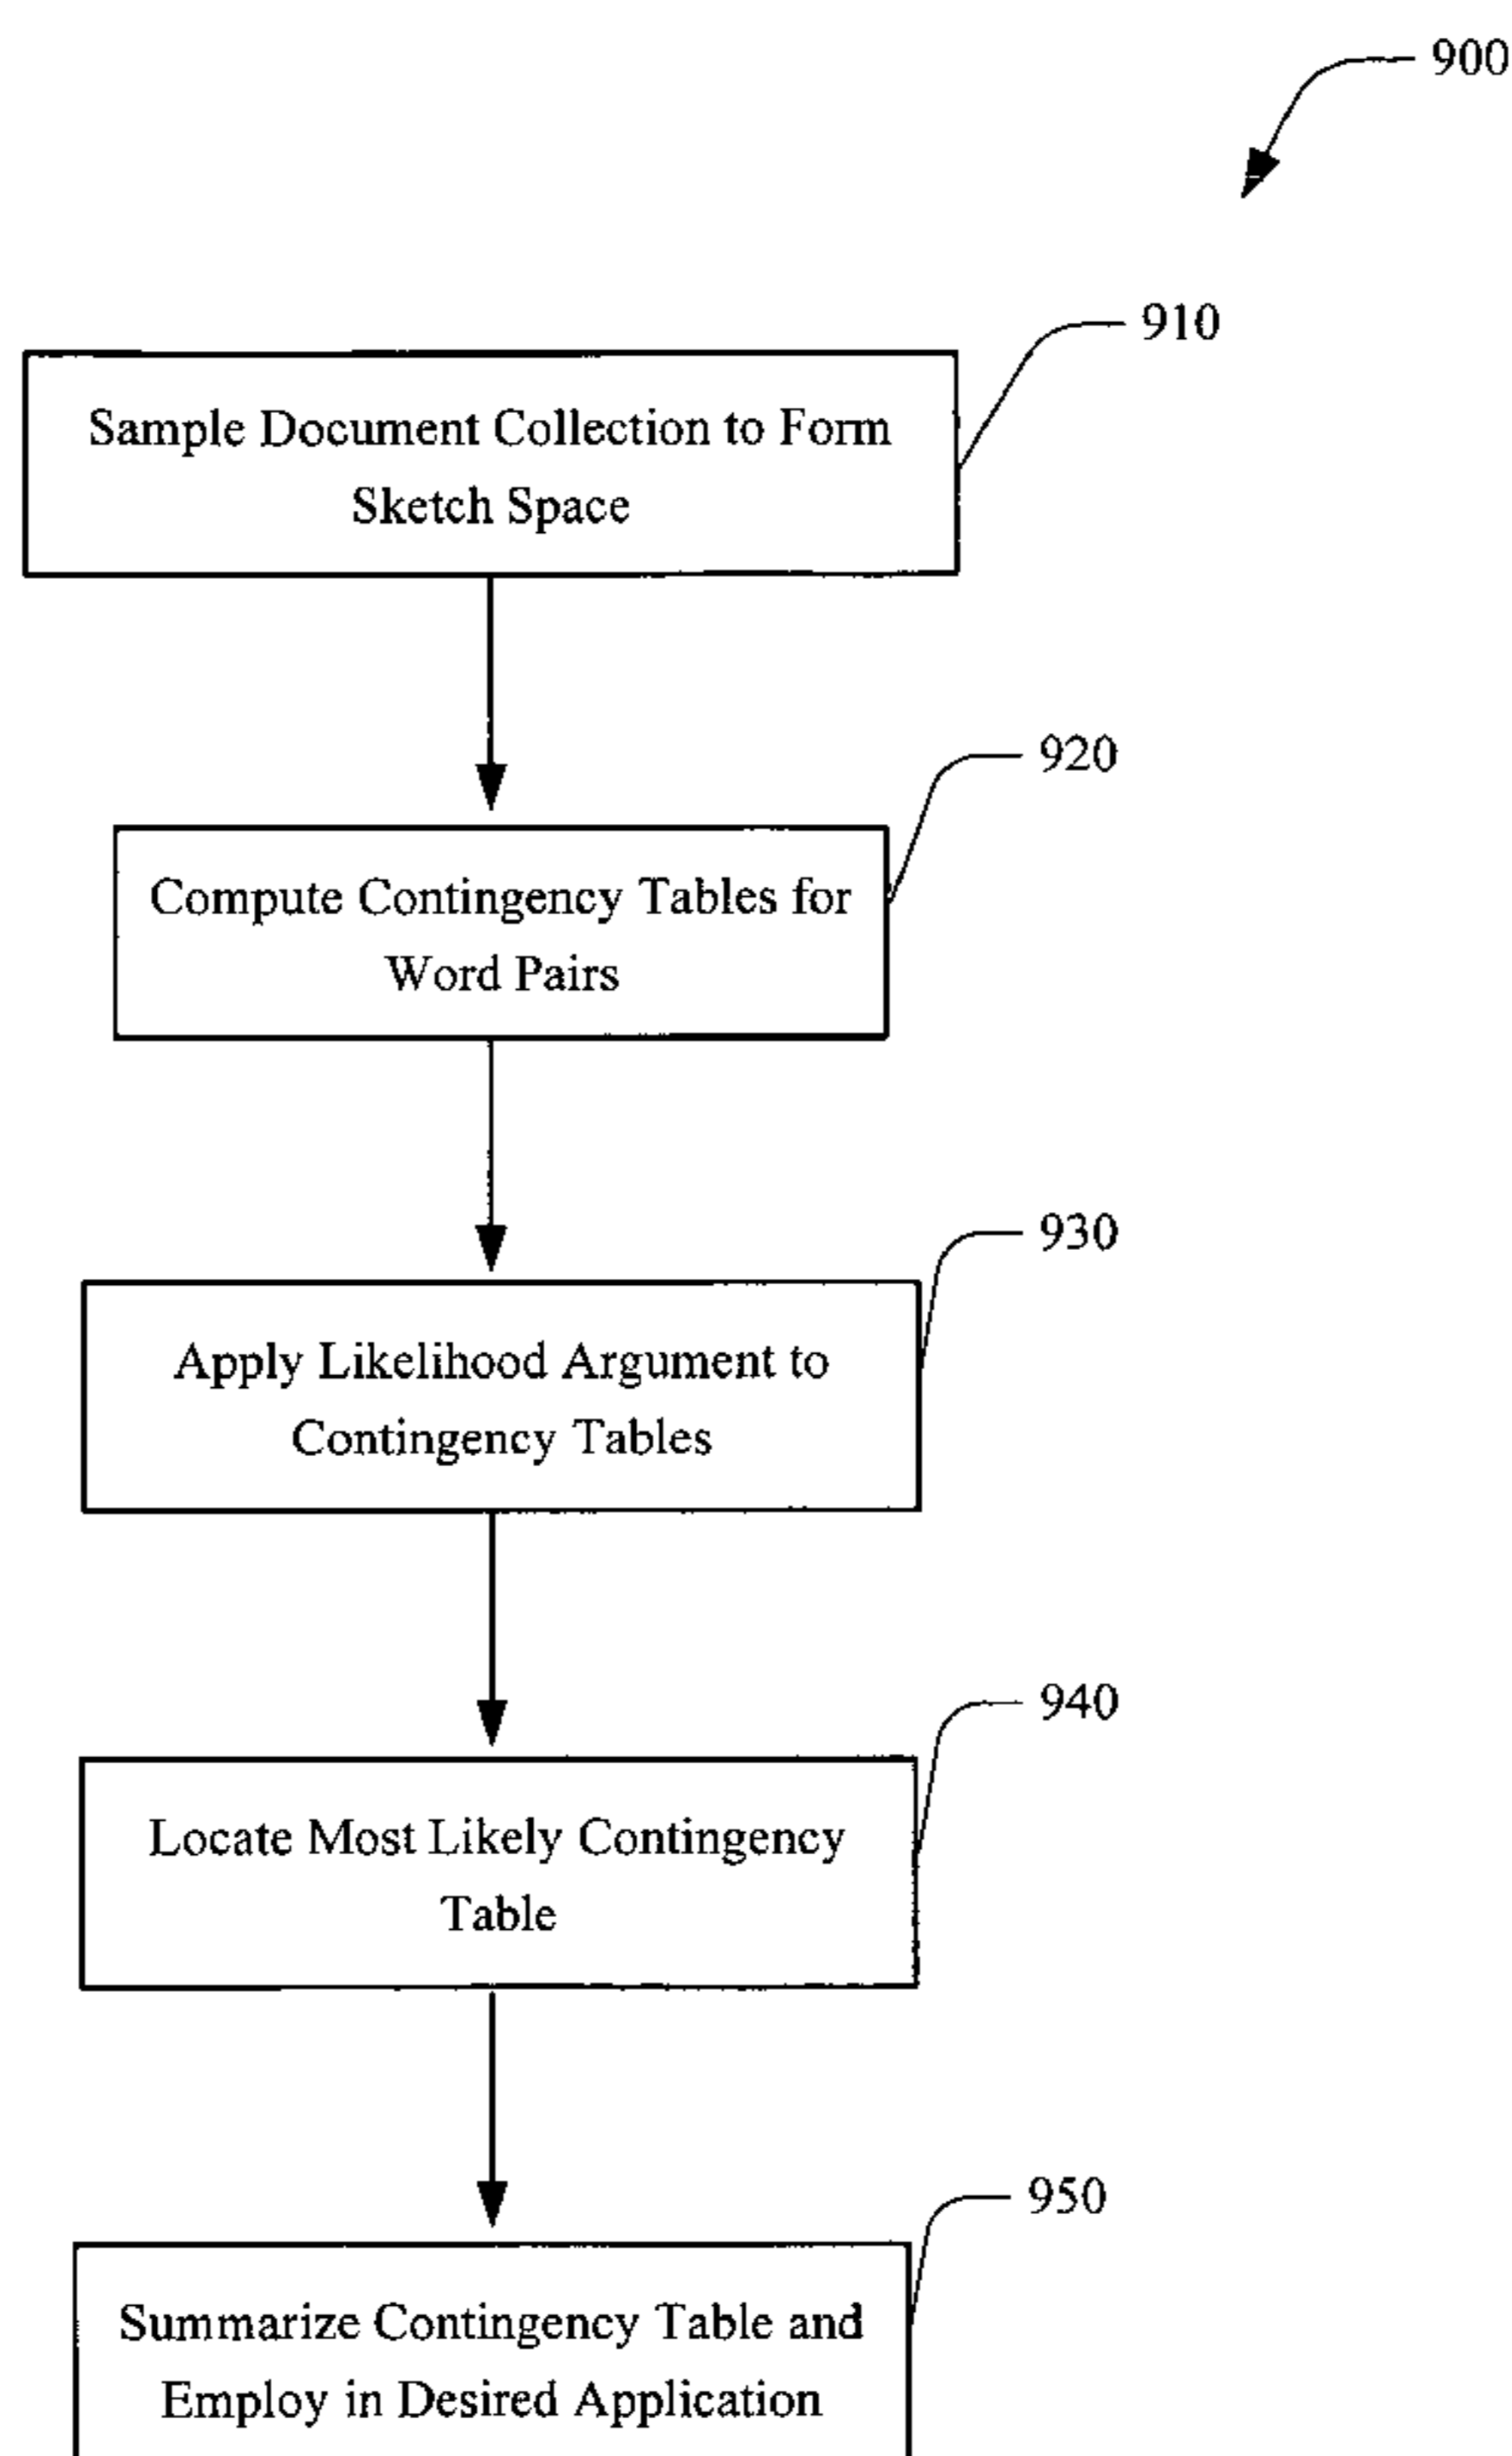 900
910
Sample Document Collection to Form
Sketch Space
920
Compute Contingency Tables for
Word Pairs
930
Apply Likelihood Argument to
Contingency Tables
940
Locate Most Likely Contingency
Table
950
Summarize Contingency Table and
Employ in Desired Application